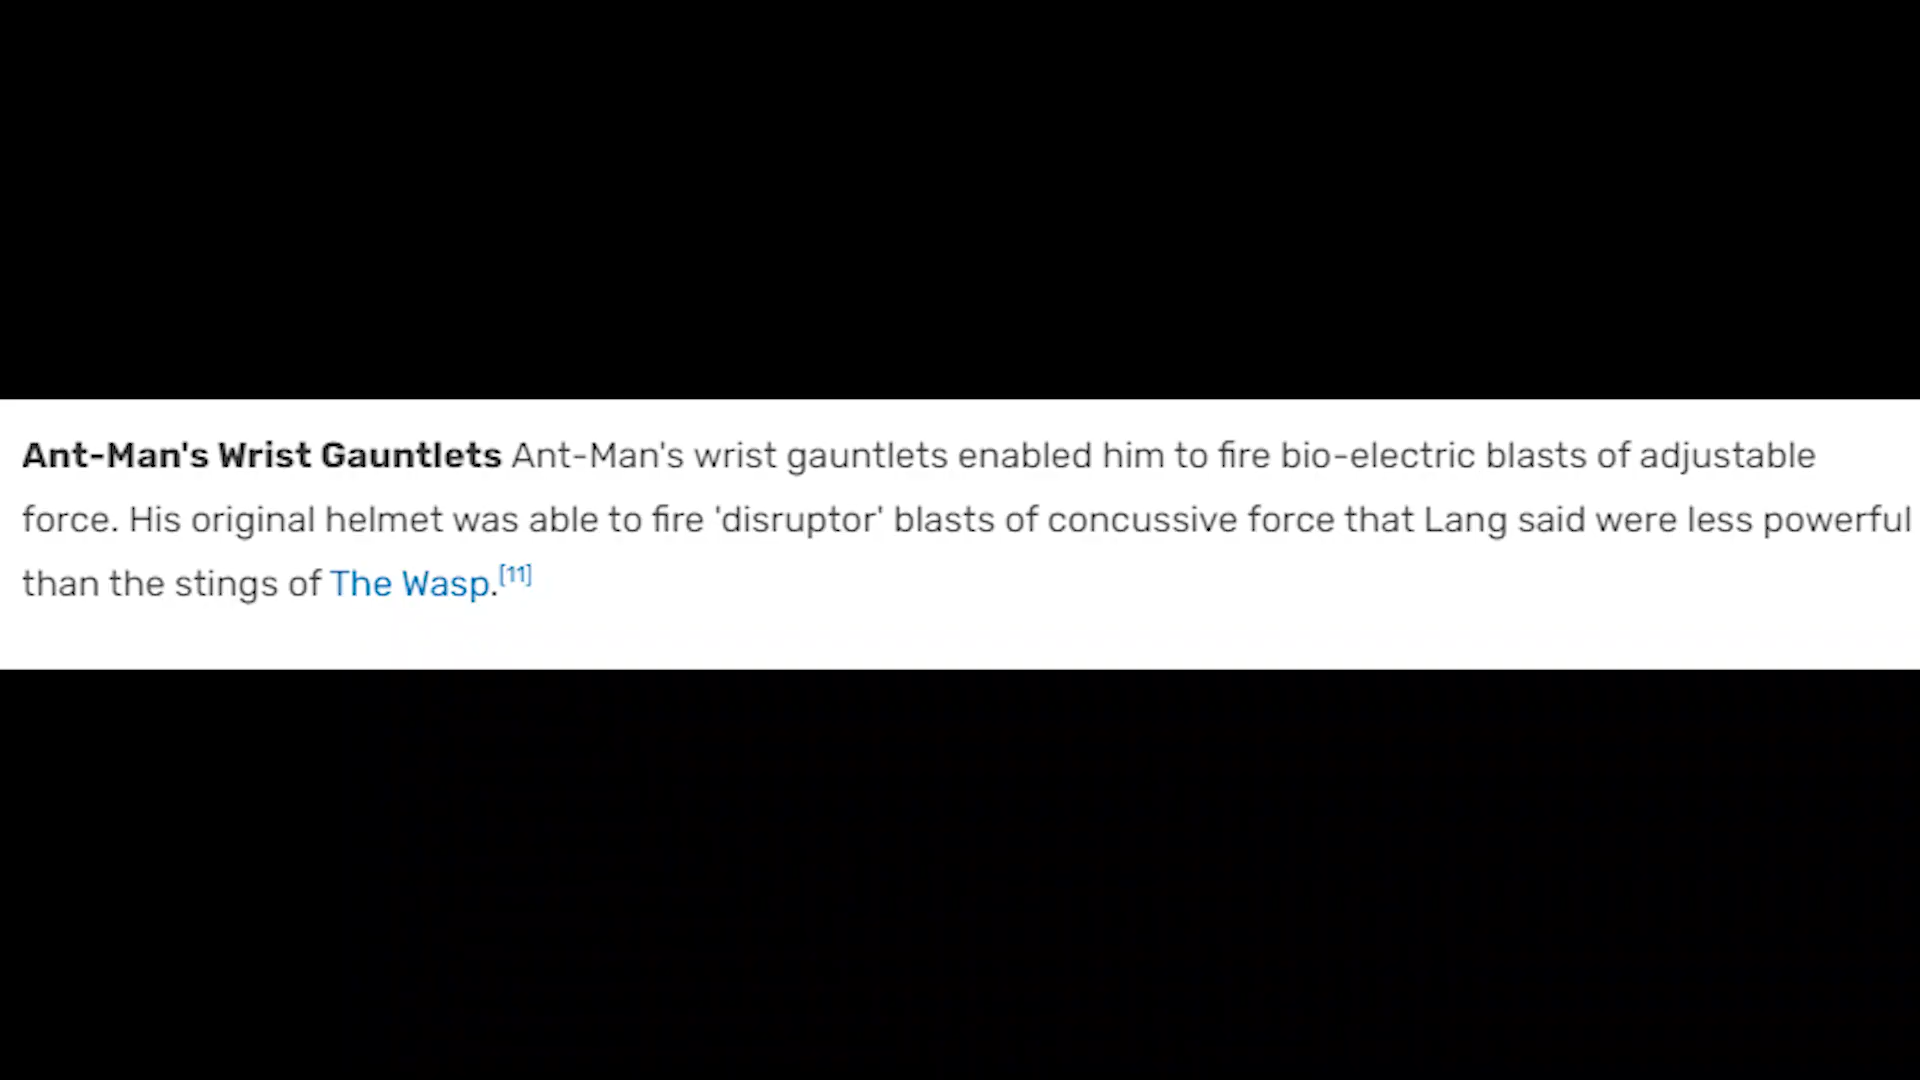 Ant-Man's Wrist Gauntlets Ant-Man's wrist gauntlets enabled him to fire bio-electric blasts of adjustable
force. His original helmet was able to fire 'disruptor' blasts of concussive force that Lang said were less powerful
than the stings of The Wasp.[11]